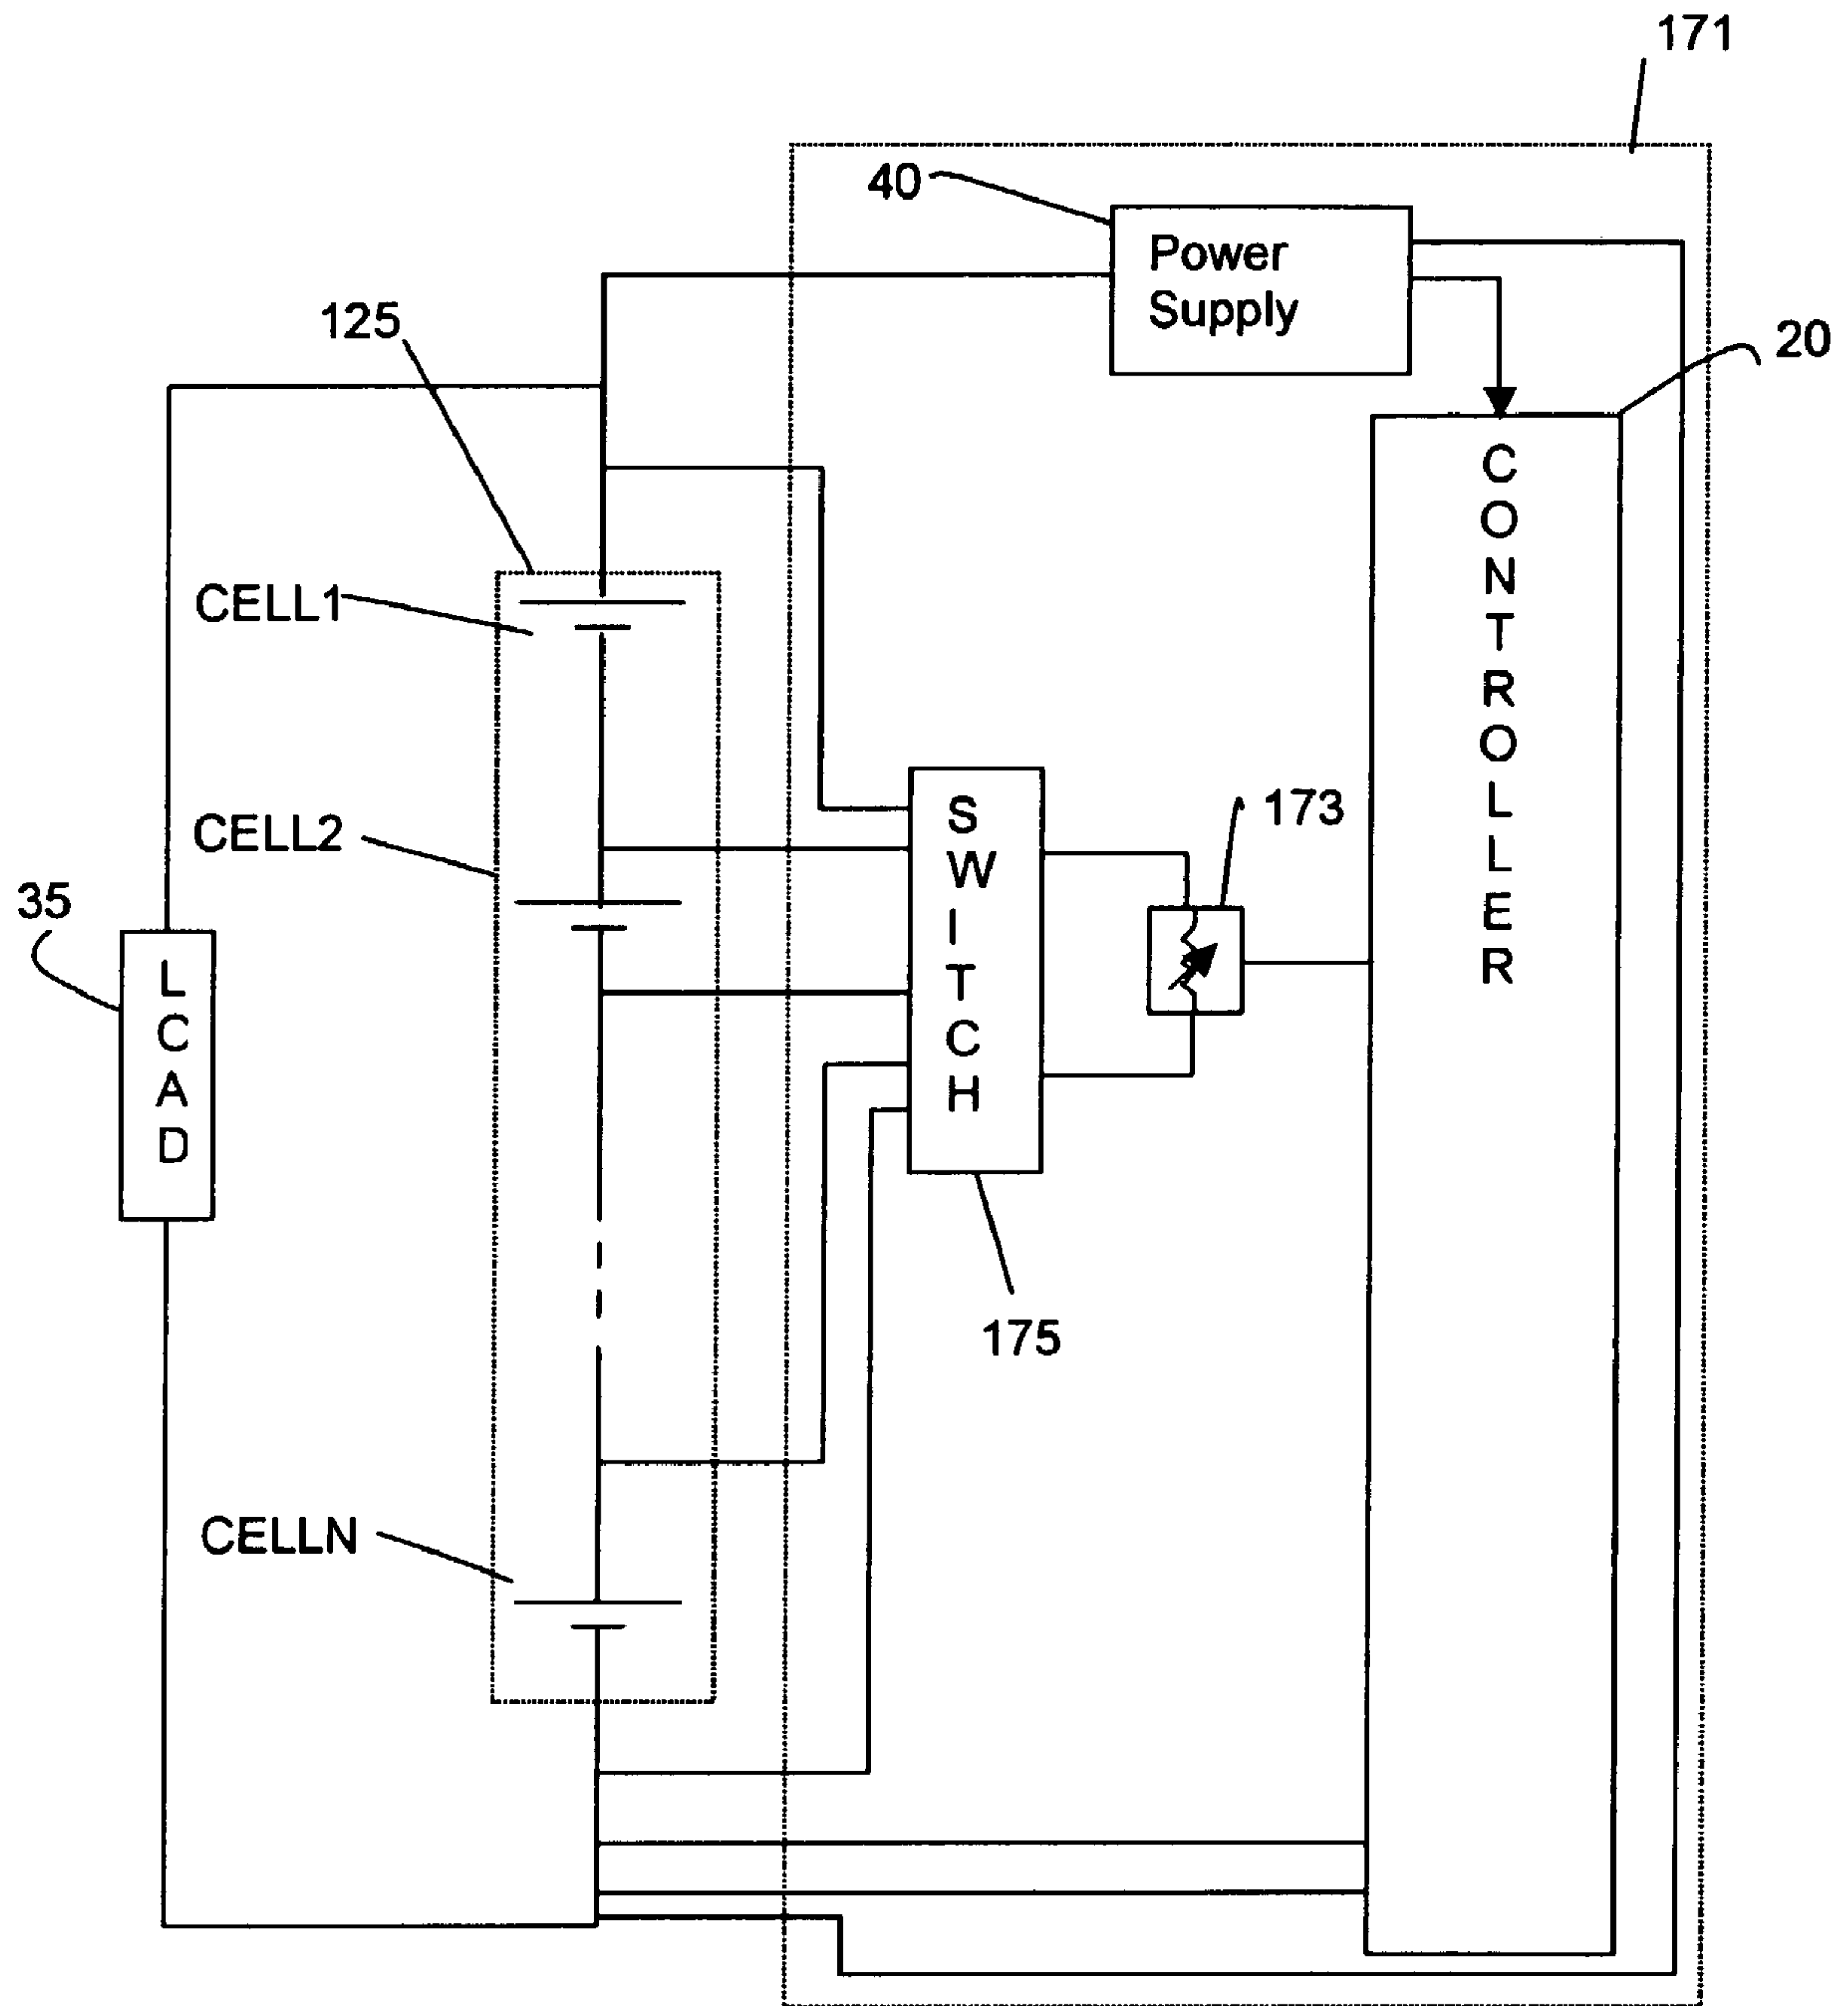 171
40
Power
Supply
125
20
CONTROLLER
CELL1
SWITCH
173
CELL2
35
LCAD
175
CELLN